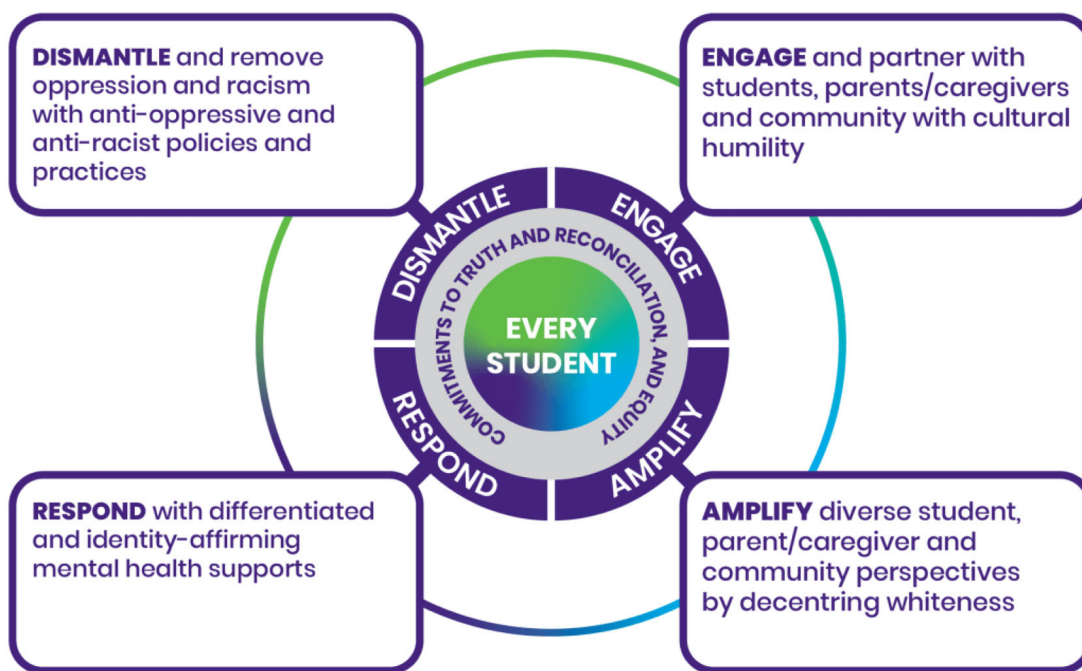 DISMANTLE and remove
oppression and racism
with anti-oppressive and
anti-racist policies and
practices
ENGAGE and partner with
students, parents/caregivers
and community with cultural
humility
DISMANTLE
ENGAGE
COMMITMENTS TO TRUTH AND RECONCILIATION, AND EQUITY
EVERY
STUDENT
RESPOND
AMPLIFY
RESPOND with differentiated
and identity-affirming
mental health supports
AMPLIFY diverse student,
parent/caregiver and
community perspectives
by decentring whiteness